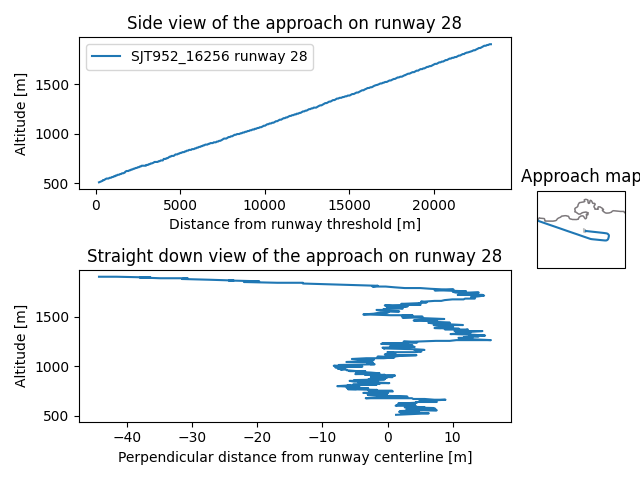 Side view of the approach on runway 28
SJT952_16256 runway 28
Altitude [m]
1500
1000
500
0 5000 10000 15000 20000
Distance from runway threshold [m]
Approach map
Straight down view of the approach on runway 28
Altitude [m]
1500
1000
500
−40 −30 −20 −10 0 10
Perpendicular distance from runway centerline [m]